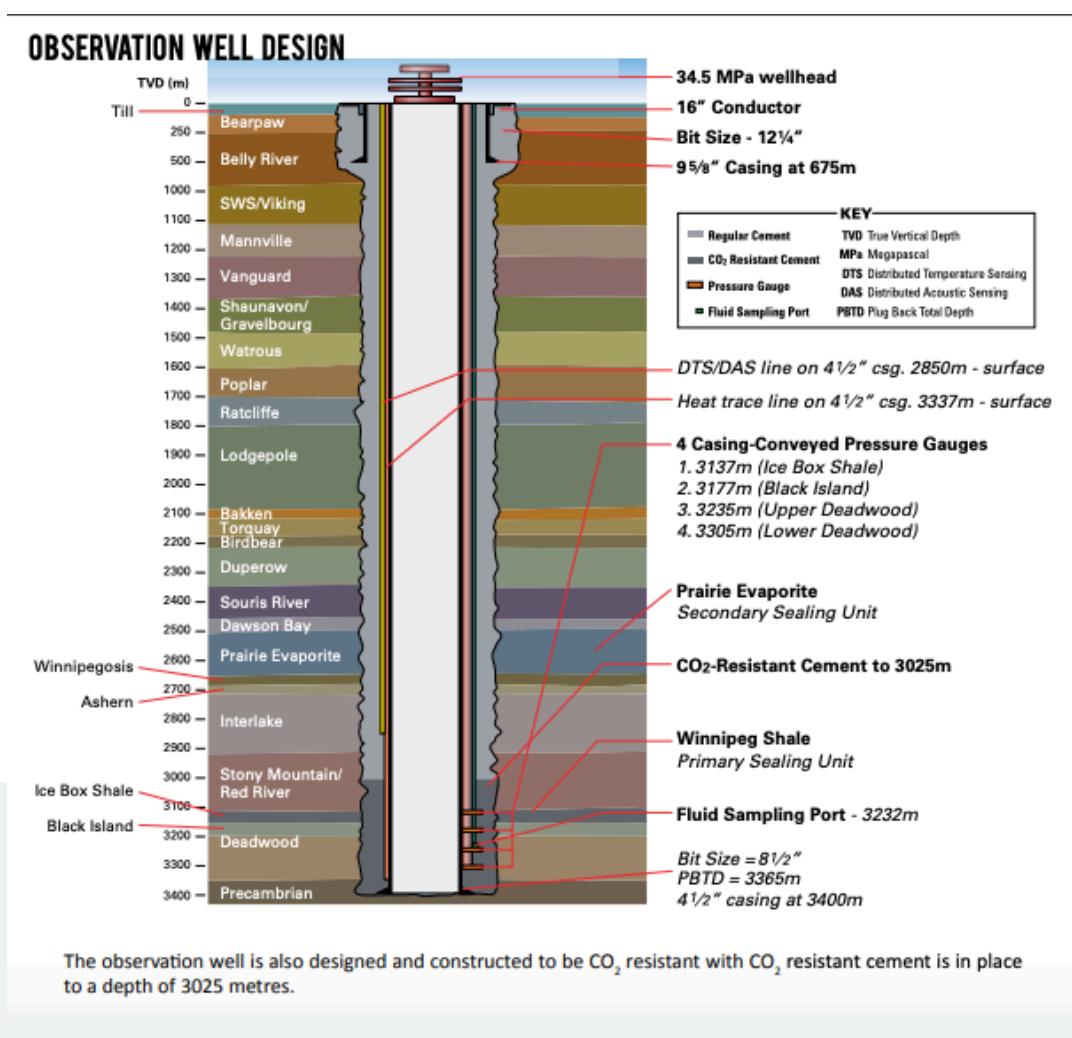 OBSERVATION WELL DESIGN
TVD (m)
0
250
500
1000
1100
1200
1300
1400
1500
1600
1700
1800
1900
2000
2100
2200
2300
2400
2500
2600
2700
2800
2900
3000
3100
3200
3300
3400
Till
Winnipegosis
Ashern
Ice Box Shale
Black Island
Bearpaw
Belly River
SWS/Viking
Mannville
Vanguard
Shaunavon/
Gravelbourg
Watrous
Poplar
Ratcliffe
Lodgepole
Bakken
Torquay
Birdbear
Duperow
Souris River
Dawson Bay
Prairie Evaporite
Interlake
Stony Mountain/
Red River
Deadwood
Precambrian
34.5 MPa wellhead
16" Conductor
Bit Size - 12¼"
9 5/8" Casing at 675m
KEY
Regular Cement
CO₂ Resistant Cement
Pressure Gauge
Fluid Sampling Port
TVD True Vertical Depth
MPa Megapascal
DTS Distributed Temperature Sensing
DAS Distributed Acoustic Sensing
PBTD Plug Back Total Depth
DTS/DAS line on 4 1/2" csg. 2850m - surface
Heat trace line on 4 1/2" csg. 3337m - surface
4 Casing-Conveyed Pressure Gauges
1. 3137m (Ice Box Shale)
2. 3177m (Black Island)
3. 3235m (Upper Deadwood)
4. 3305m (Lower Deadwood)
Prairie Evaporite
Secondary Sealing Unit
CO2-Resistant Cement to 3025m
Winnipeg Shale
Primary Sealing Unit
Fluid Sampling Port - 3232m
Bit Size = 8 1/2"
PBTD = 3365m
4 1/2" casing at 3400m
The observation well is also designed and constructed to be CO₂ resistant with CO₂ resistant cement is in place
to a depth of 3025 metres.